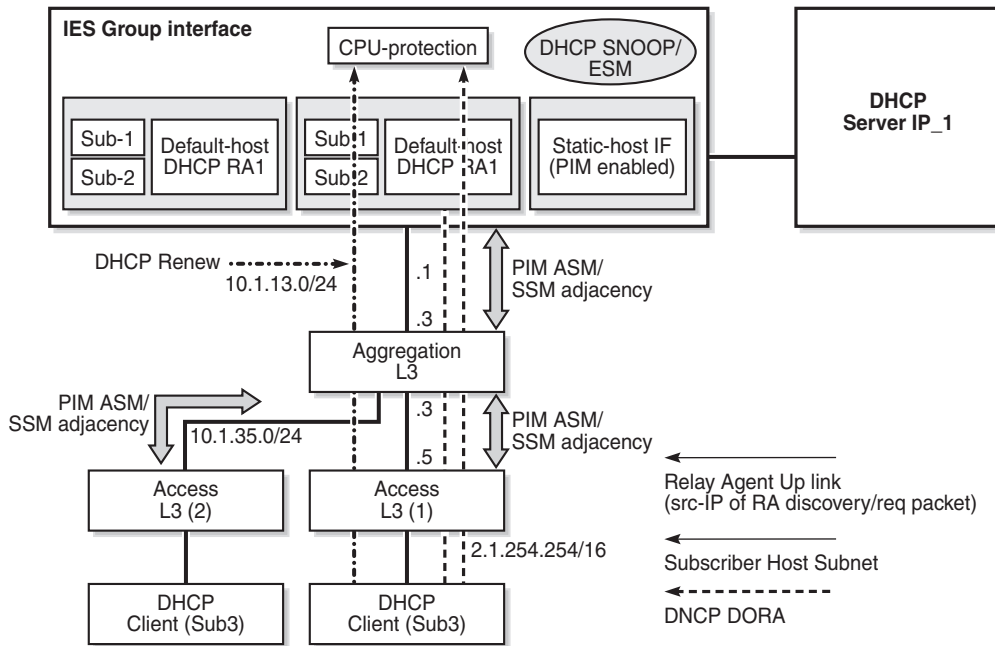 IES Group interface
CPU-protection
DHCP SNOOP/
ESM
DHCP
Server IP_1
Sub-1
Sub-2
Default-host
DHCP RA1
Sub-1
Sub-2
Default-host
DHCP RA1
Static-host IF
(PIM enabled)
DHCP Renew
10.1.13.0/24
.1
.3
PIM ASM/
SSM adjacency
Aggregation
L3
PIM ASM/
SSM adjacency
10.1.35.0/24
.3
.5
PIM ASM/
SSM adjacency
Access
L3 (2)
Access
L3 (1)
Relay Agent Up link
(src-IP of RA discovery/req packet)
2.1.254.254/16
Subscriber Host Subnet
DHCP
Client (Sub3)
DHCP
Client (Sub3)
DNCP DORA